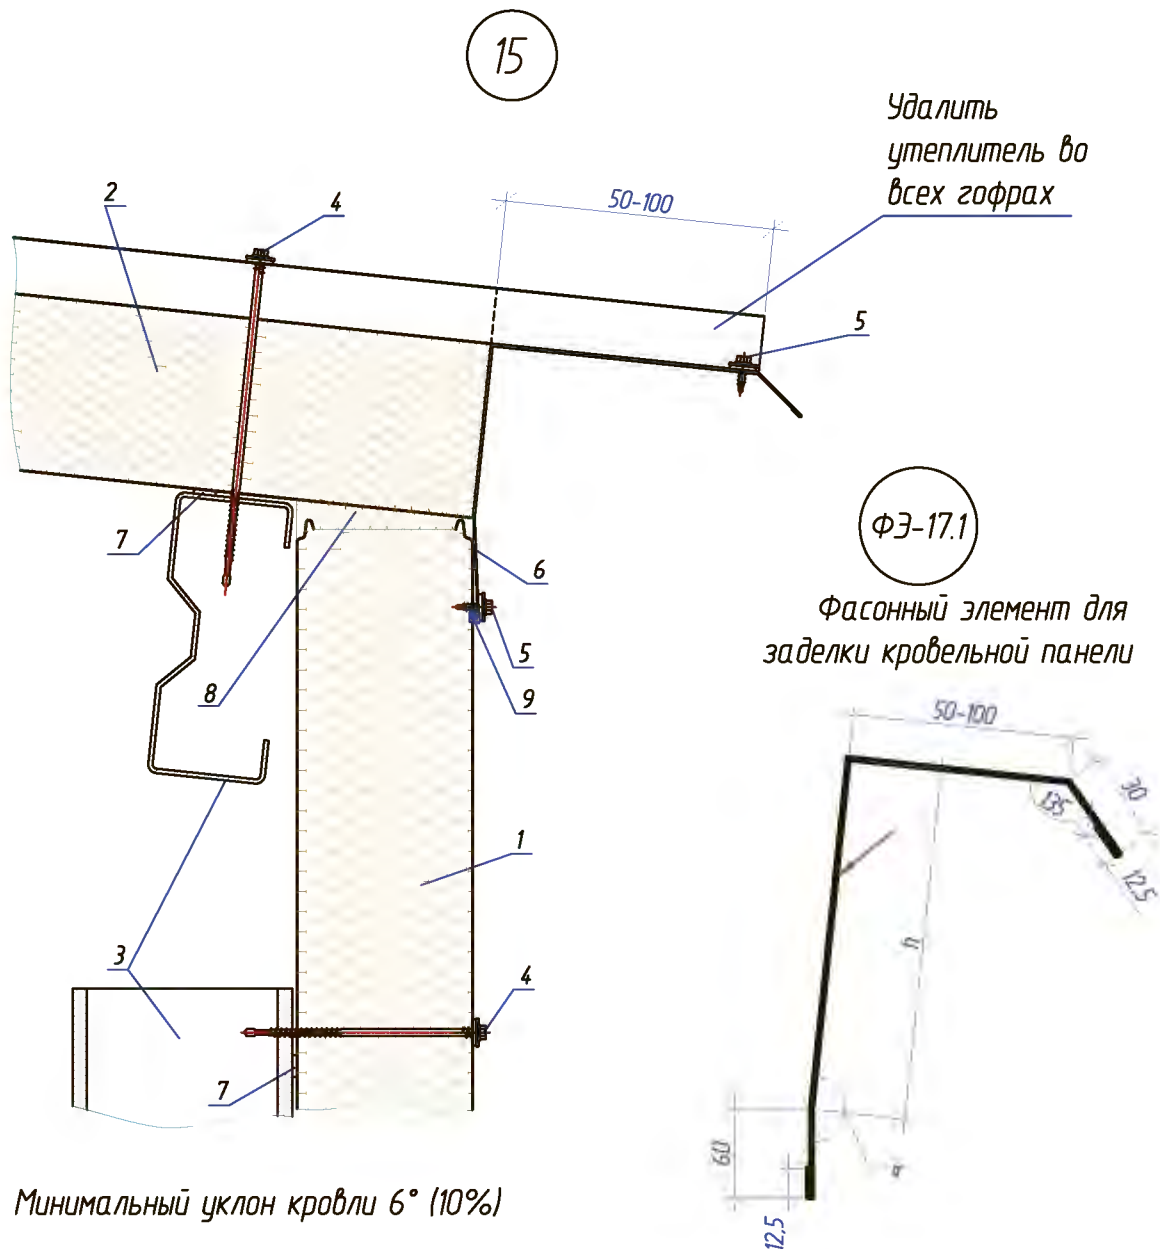 15
Удалить
утеплитель во
всех гофрах
50-100
2
4
5
7
6
8
5
9
1
3
4
7
Минимальный уклон кровли 6° (10%)
ФЭ-17.1
Фасонный элемент для
заделки кровельной панели
50-100
30
135
12,5
h
60
12,5